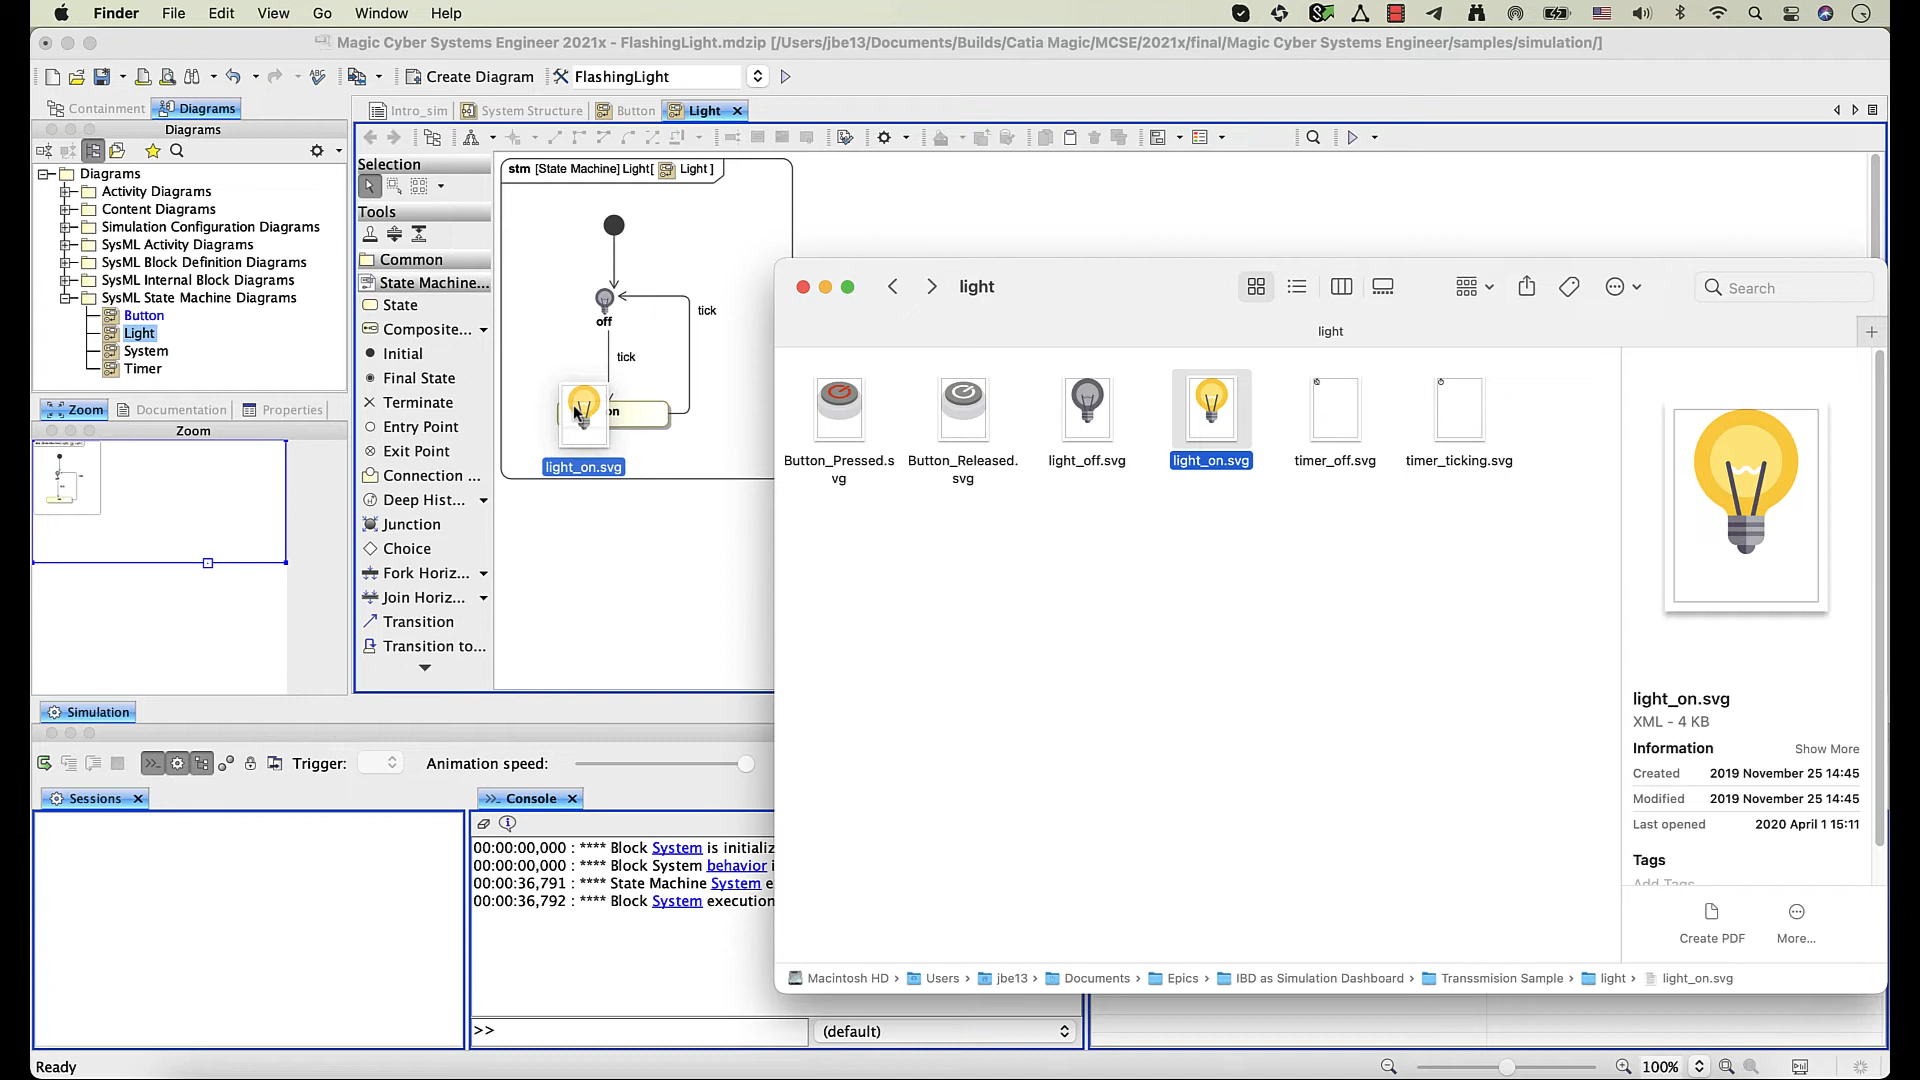 Finder File Edit View Go Window Help
Magic Cyber Systems Engineer 2021x - FlashingLight.mdzip [/Users/jbe13/Documents/Builds/Catia Magic/MCSE/2021x/final/Magic Cyber Systems Engineer/samples/simulation/]
Create Diagram FlashingLight
Containment Diagrams
Intro_sim System Structure Button Light
Diagrams
Diagrams
Activity Diagrams
Content Diagrams
Simulation Configuration Diagrams
SysML Activity Diagrams
SysML Block Definition Diagrams
SysML Internal Block Diagrams
SysML State Machine Diagrams
Button
Light
System
Timer
Zoom Documentation Properties
Zoom
Selection
Tools
Common
State Machine...
State
Composite...
Initial
Final State
Terminate
Entry Point
Exit Point
Connection ...
Deep Hist...
Junction
Choice
Fork Horiz...
Join Horiz...
Transition
Transition to...
stm [State Machine] Light[ Light ]
off
tick
tick
on
light_on.svg
light
Search
light
Button_Pressed.s
vg
Button_Released.
svg
light_off.svg
light_on.svg
timer_off.svg
timer_ticking.svg
light_on.svg
XML - 4 KB
Information Show More
Created 2019 November 25 14:45
Modified 2019 November 25 14:45
Last opened 2020 April 1 15:11
Tags
Add Tags
Create PDF More...
Macintosh HD › Users › jbe13 › Documents › Epics › IBD as Simulation Dashboard › Transsmision Sample › light › light_on.svg
Simulation
Trigger: Animation speed:
Sessions
Console
00:00:00,000 : **** Block System is initializ
00:00:00,000 : **** Block System behavior i
00:00:36,791 : **** State Machine System e
00:00:36,792 : **** Block System execution
>> (default)
Ready 100%